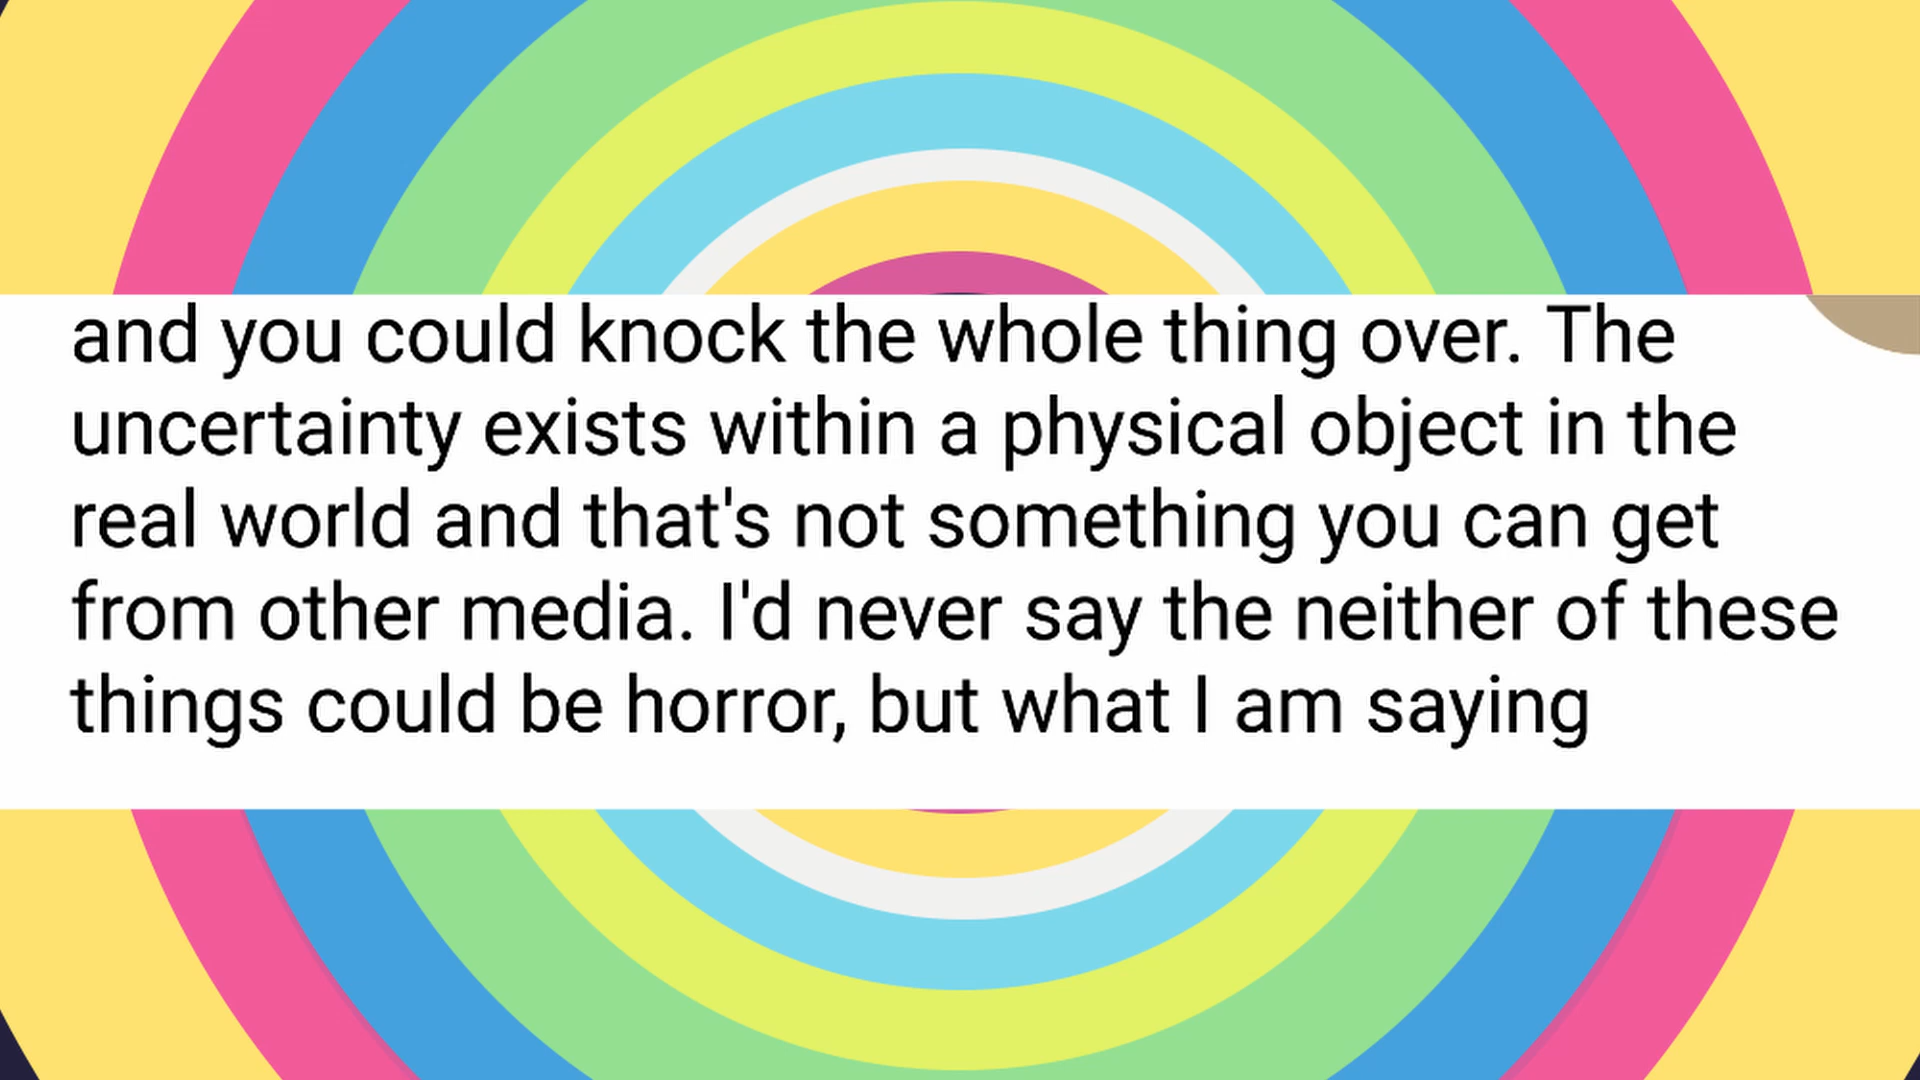 and you could knock the whole thing over. The
uncertainty exists within a physical object in the
real world and that's not something you can get
from other media. I'd never say the neither of these
things could be horror, but what I am saying